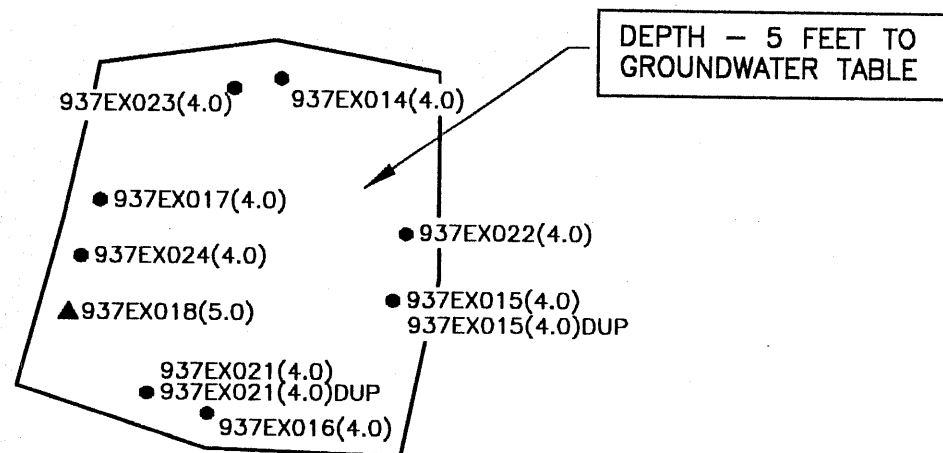 DEPTH – 5 FEET TO
GROUNDWATER TABLE
937EX023(4.0)
937EX014(4.0)
937EX017(4.0)
937EX022(4.0)
937EX024(4.0)
937EX018(5.0)
937EX015(4.0)
937EX015(4.0)DUP
937EX021(4.0)
937EX021(4.0)DUP
937EX016(4.0)